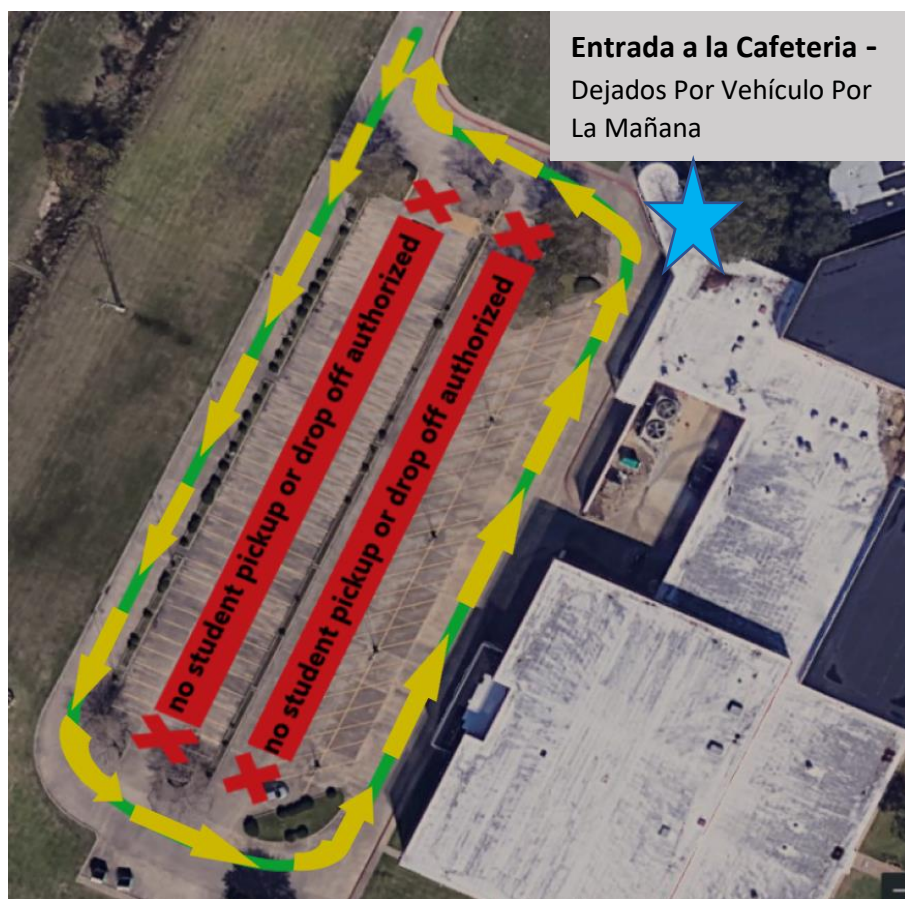 Entrada a la Cafeteria -
Dejados Por Vehículo Por
La Mañana
no student pickup or drop off authorized
no student pickup or drop off authorized